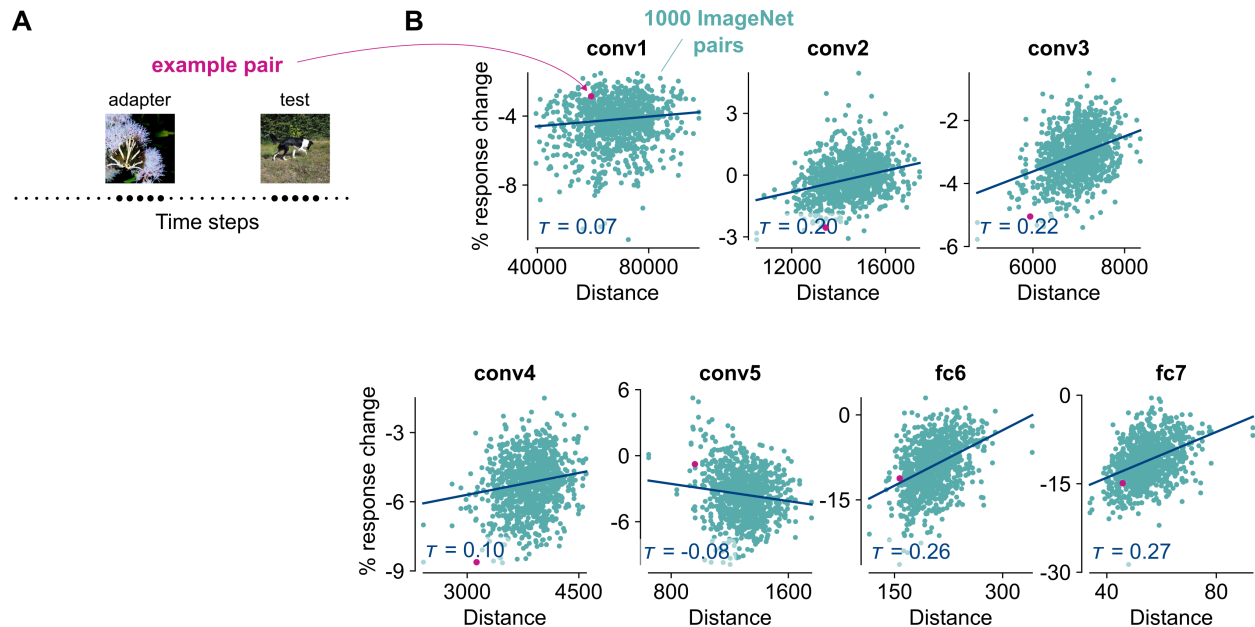 A
B
example pair
1000 ImageNet
pairs
adapter
test
Time steps
conv1
conv2
conv3
% response change
-4
-8
τ = 0.07
40000
80000
Distance
3
0
-3
τ = 0.20
12000
16000
Distance
-2
-4
-6
τ = 0.22
6000
8000
Distance
conv4
conv5
fc6
fc7
% response change
-3
-6
-9
τ = 0.10
3000
4500
Distance
6
0
-6
τ = -0.08
800
1600
Distance
0
-15
τ = 0.26
150
300
Distance
0
-15
-30
τ = 0.27
40
80
Distance